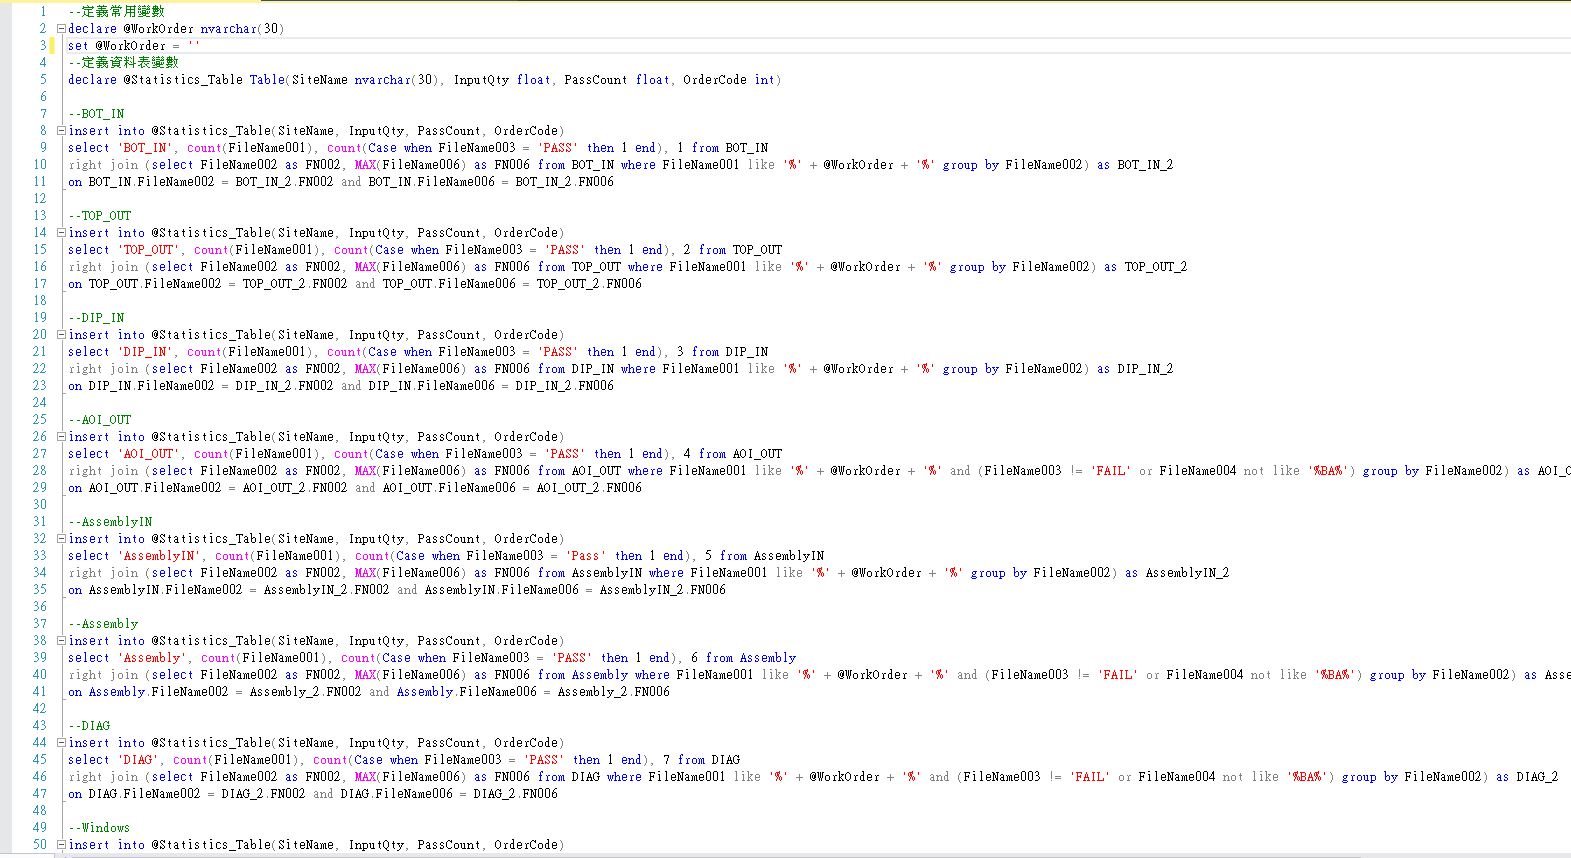 1 --定義常用變數
2 declare @WorkOrder nvarchar(30)
3 set @WorkOrder = ''
4 --定義資料表變數
5 declare @Statistics_Table Table(SiteName nvarchar(30), InputQty float, PassCount float, OrderCode int)
6
7 --BOT_IN
8 insert into @Statistics_Table(SiteName, InputQty, PassCount, OrderCode)
9 select 'BOT_IN', Count(FileName001), Count(Case when FileName003 = 'PASS' then 1 end), 1 from BOT_IN
10 right join (select FileName002 as FN002, MAX(FileName006) as FN006 from BOT_IN where FileName001 like '%' + @WorkOrder + '%' group by FileName002) as BOT_IN_2
11 on BOT_IN.FileName002 = BOT_IN_2.FN002 and BOT_IN.FileName006 = BOT_IN_2.FN006
12
13 --TOP_OUT
14 insert into @Statistics_Table(SiteName, InputQty, PassCount, OrderCode)
15 select 'TOP_OUT', Count(FileName001), Count(Case when FileName003 = 'PASS' then 1 end), 2 from TOP_OUT
16 right join (select FileName002 as FN002, MAX(FileName006) as FN006 from TOP_OUT where FileName001 like '%' + @WorkOrder + '%' group by FileName002) as TOP_OUT_2
17 on TOP_OUT.FileName002 = TOP_OUT_2.FN002 and TOP_OUT.FileName006 = TOP_OUT_2.FN006
18
19 --DIP_IN
20 insert into @Statistics_Table(SiteName, InputQty, PassCount, OrderCode)
21 select 'DIP_IN', Count(FileName001), Count(Case when FileName003 = 'PASS' then 1 end), 3 from DIP_IN
22 right join (select FileName002 as FN002, MAX(FileName006) as FN006 from DIP_IN where FileName001 like '%' + @WorkOrder + '%' group by FileName002) as DIP_IN_2
23 on DIP_IN.FileName002 = DIP_IN_2.FN002 and DIP_IN.FileName006 = DIP_IN_2.FN006
24
25 --AOI_OUT
26 insert into @Statistics_Table(SiteName, InputQty, PassCount, OrderCode)
27 select 'AOI_OUT', Count(FileName001), Count(Case when FileName003 = 'PASS' then 1 end), 4 from AOI_OUT
28 right join (select FileName002 as FN002, MAX(FileName006) as FN006 from AOI_OUT where FileName001 like '%' + @WorkOrder + '%' and (FileName003 != 'FAIL' or FileName004 not like '%BA%') group by FileName002) as AOI_O
29 on AOI_OUT.FileName002 = AOI_OUT_2.FN002 and AOI_OUT.FileName006 = AOI_OUT_2.FN006
30
31 --AssemblyIN
32 insert into @Statistics_Table(SiteName, InputQty, PassCount, OrderCode)
33 select 'AssemblyIN', Count(FileName001), Count(Case when FileName003 = 'Pass' then 1 end), 5 from AssemblyIN
34 right join (select FileName002 as FN002, MAX(FileName006) as FN006 from AssemblyIN where FileName001 like '%' + @WorkOrder + '%' group by FileName002) as AssemblyIN_2
35 on AssemblyIN.FileName002 = AssemblyIN_2.FN002 and AssemblyIN.FileName006 = AssemblyIN_2.FN006
36
37 --Assembly
38 insert into @Statistics_Table(SiteName, InputQty, PassCount, OrderCode)
39 select 'Assembly', Count(FileName001), Count(Case when FileName003 = 'PASS' then 1 end), 6 from Assembly
40 right join (select FileName002 as FN002, MAX(FileName006) as FN006 from Assembly where FileName001 like '%' + @WorkOrder + '%' and (FileName003 != 'FAIL' or FileName004 not like '%BA%') group by FileName002) as Asse
41 on Assembly.FileName002 = Assembly_2.FN002 and Assembly.FileName006 = Assembly_2.FN006
42
43 --DIAG
44 insert into @Statistics_Table(SiteName, InputQty, PassCount, OrderCode)
45 select 'DIAG', Count(FileName001), Count(Case when FileName003 = 'PASS' then 1 end), 7 from DIAG
46 right join (select FileName002 as FN002, MAX(FileName006) as FN006 from DIAG where FileName001 like '%' + @WorkOrder + '%' and (FileName003 != 'FAIL' or FileName004 not like '%BA%') group by FileName002) as DIAG_2
47 on DIAG.FileName002 = DIAG_2.FN002 and DIAG.FileName006 = DIAG_2.FN006
48
49 --Windows
50 insert into @Statistics_Table(SiteName, InputQty, PassCount, OrderCode)